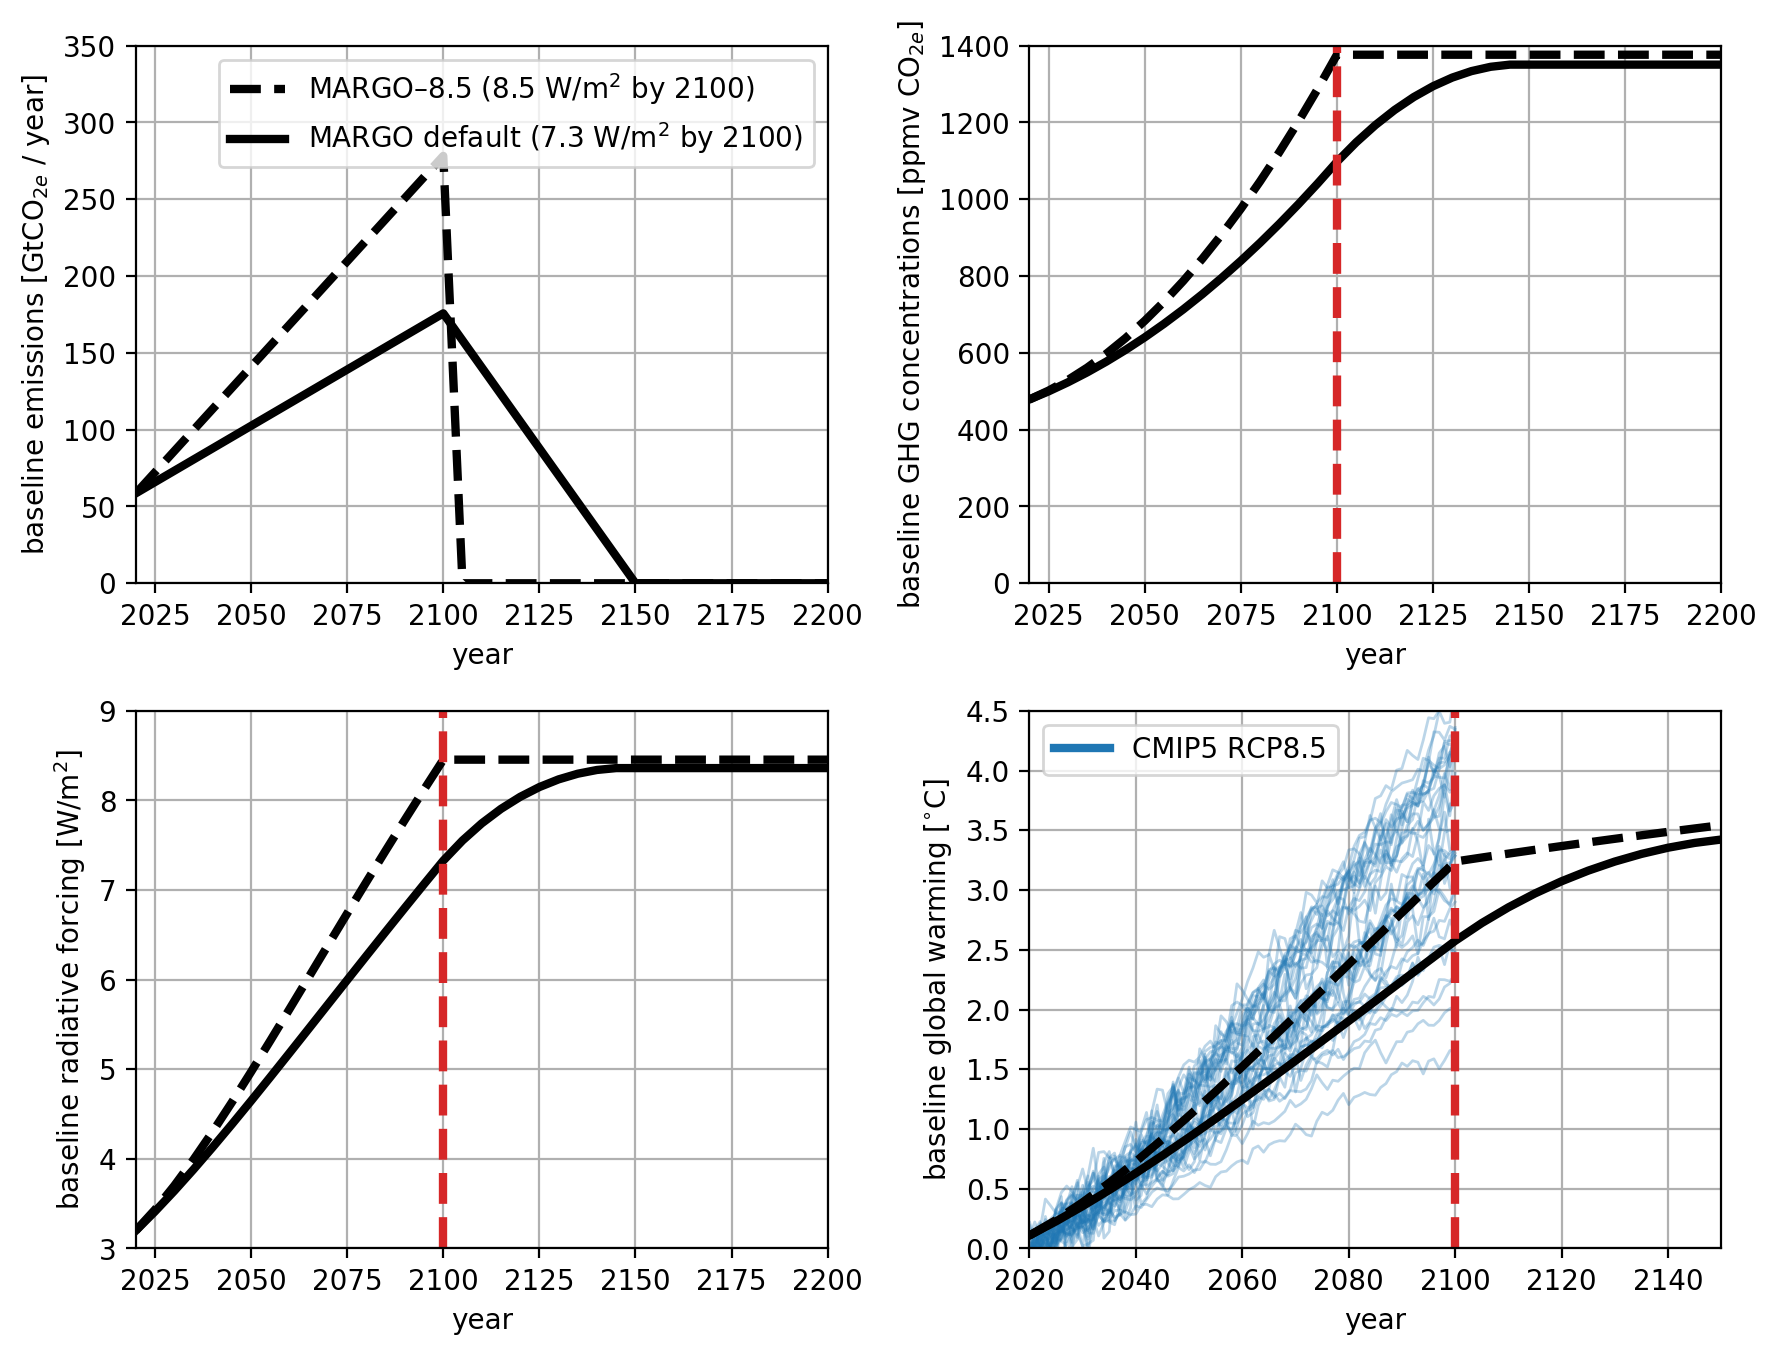 baseline emissions [GtCO2e / year]
350
300
250
200
150
100
50
0
MARGO–8.5 (8.5 W/m² by 2100)
MARGO default (7.3 W/m² by 2100)
2025 2050 2075 2100 2125 2150 2175 2200
year
baseline GHG concentrations [ppmv CO2e]
1400
1200
1000
800
600
400
200
0
2025 2050 2075 2100 2125 2150 2175 2200
year
baseline radiative forcing [W/m²]
9
8
7
6
5
4
3
2025 2050 2075 2100 2125 2150 2175 2200
year
baseline global warming [°C]
4.5
4.0
3.5
3.0
2.5
2.0
1.5
1.0
0.5
0.0
CMIP5 RCP8.5
2020 2040 2060 2080 2100 2120 2140
year